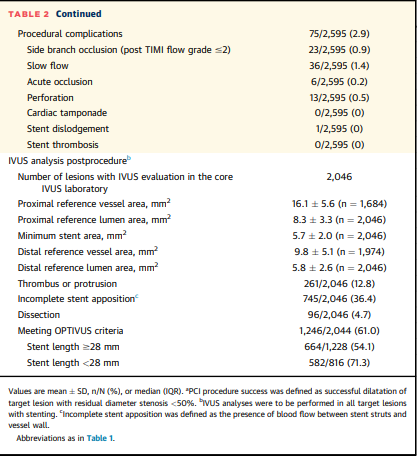 TABLE 2 Continued
Procedural complications 75/2,595 (2.9)
Side branch occlusion (post TIMI flow grade ≤2) 23/2,595 (0.9)
Slow flow 36/2,595 (1.4)
Acute occlusion 6/2,595 (0.2)
Perforation 13/2,595 (0.5)
Cardiac tamponade 0/2,595 (0)
Stent dislodgement 1/2,595 (0)
Stent thrombosis 0/2,595 (0)
IVUS analysis postprocedureᵇ
Number of lesions with IVUS evaluation in the core 2,046
IVUS laboratory
Proximal reference vessel area, mm² 16.1 ± 5.6 (n = 1,684)
Proximal reference lumen area, mm² 8.3 ± 3.3 (n = 2,046)
Minimum stent area, mm² 5.7 ± 2.0 (n = 2,046)
Distal reference vessel area, mm² 9.8 ± 5.1 (n = 1,974)
Distal reference lumen area, mm² 5.8 ± 2.6 (n = 2,046)
Thrombus or protrusion 261/2,046 (12.8)
Incomplete stent appositionᶜ 745/2,046 (36.4)
Dissection 96/2,046 (4.7)
Meeting OPTIVUS criteria 1,246/2,044 (61.0)
Stent length ≥28 mm 664/1,228 (54.1)
Stent length <28 mm 582/816 (71.3)
Values are mean ± SD, n/N (%), or median (IQR). ᵃPCI procedure success was defined as successful dilatation of
target lesion with residual diameter stenosis <50%. ᵇIVUS analyses were to be performed in all target lesions
with stenting. ᶜIncomplete stent apposition was defined as the presence of blood flow between stent struts and
vessel wall.
Abbreviations as in Table 1.